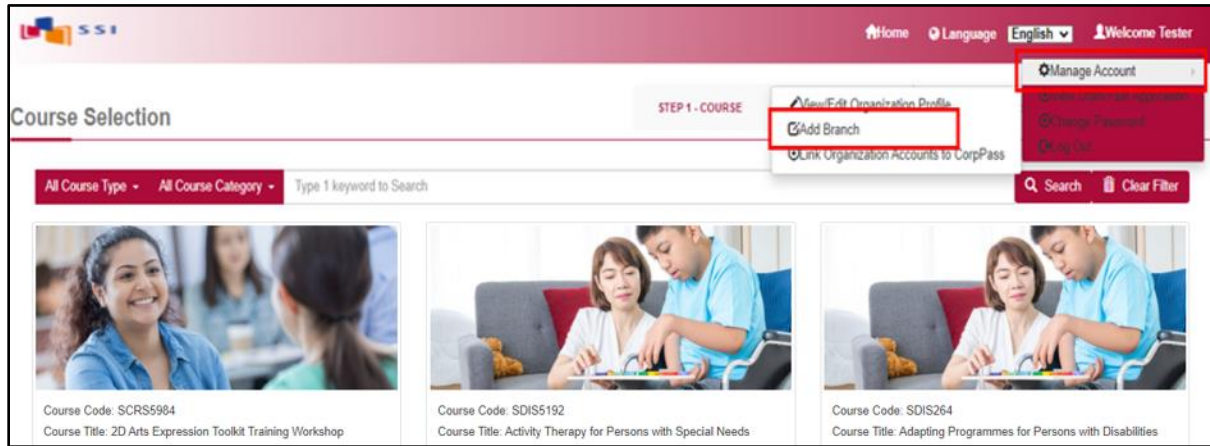 SSI
Home Language English Welcome Tester
Manage Account
View/Edit Organization Profile
Add Branch
Link Organization Accounts to CorpPass
Change Password
Log Out
Course Selection
STEP 1 - COURSE
All Course Type All Course Category Type 1 keyword to Search Search Clear Filter
Course Code: SCRS5984
Course Title: 2D Arts Expression Toolkit Training Workshop
Course Code: SDIS5192
Course Title: Activity Therapy for Persons with Special Needs
Course Code: SDIS264
Course Title: Adapting Programmes for Persons with Disabilities